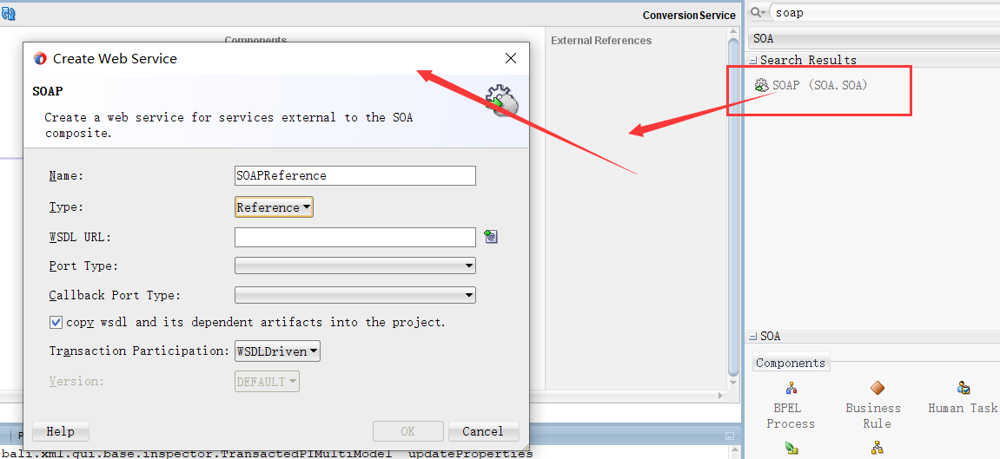 ConversionService
soap
Components
External References
SOA
Search Results
SOAP (SOA.SOA)
Create Web Service
SOAP
Create a web service for services external to the SOA
composite.
Name:
SOAPReference
Type:
Reference
WSDL URL:
Port Type:
Callback Port Type:
copy wsdl and its dependent artifacts into the project.
Transaction Participation:
WSDLDriven
Version:
DEFAULT
Help
OK
Cancel
SOA
Components
BPEL
Process
Business
Rule
Human Task
bali.xml.gui.base.inspector.TransactedPIMultiModel updateProperties